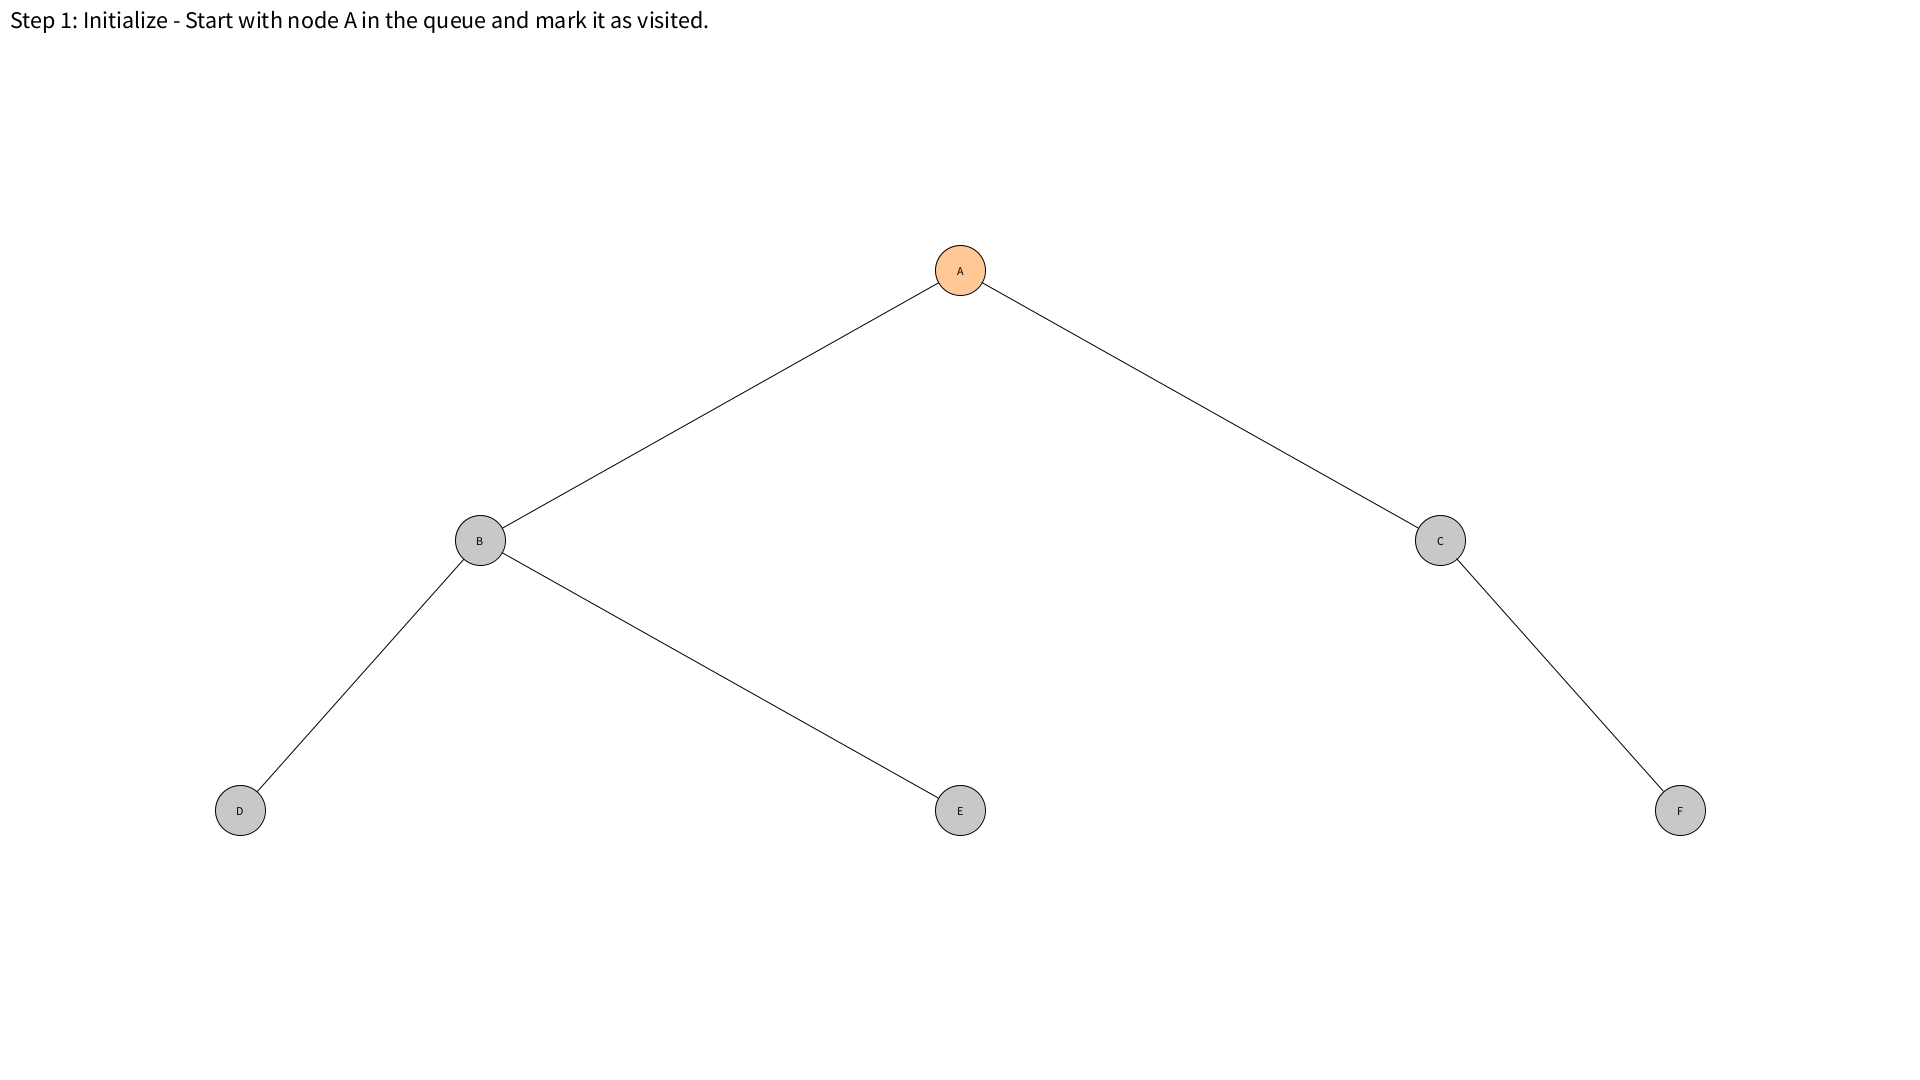 Step 1: Initialize - Start with node A in the queue and mark it as visited.
A
B
C
D
E
F